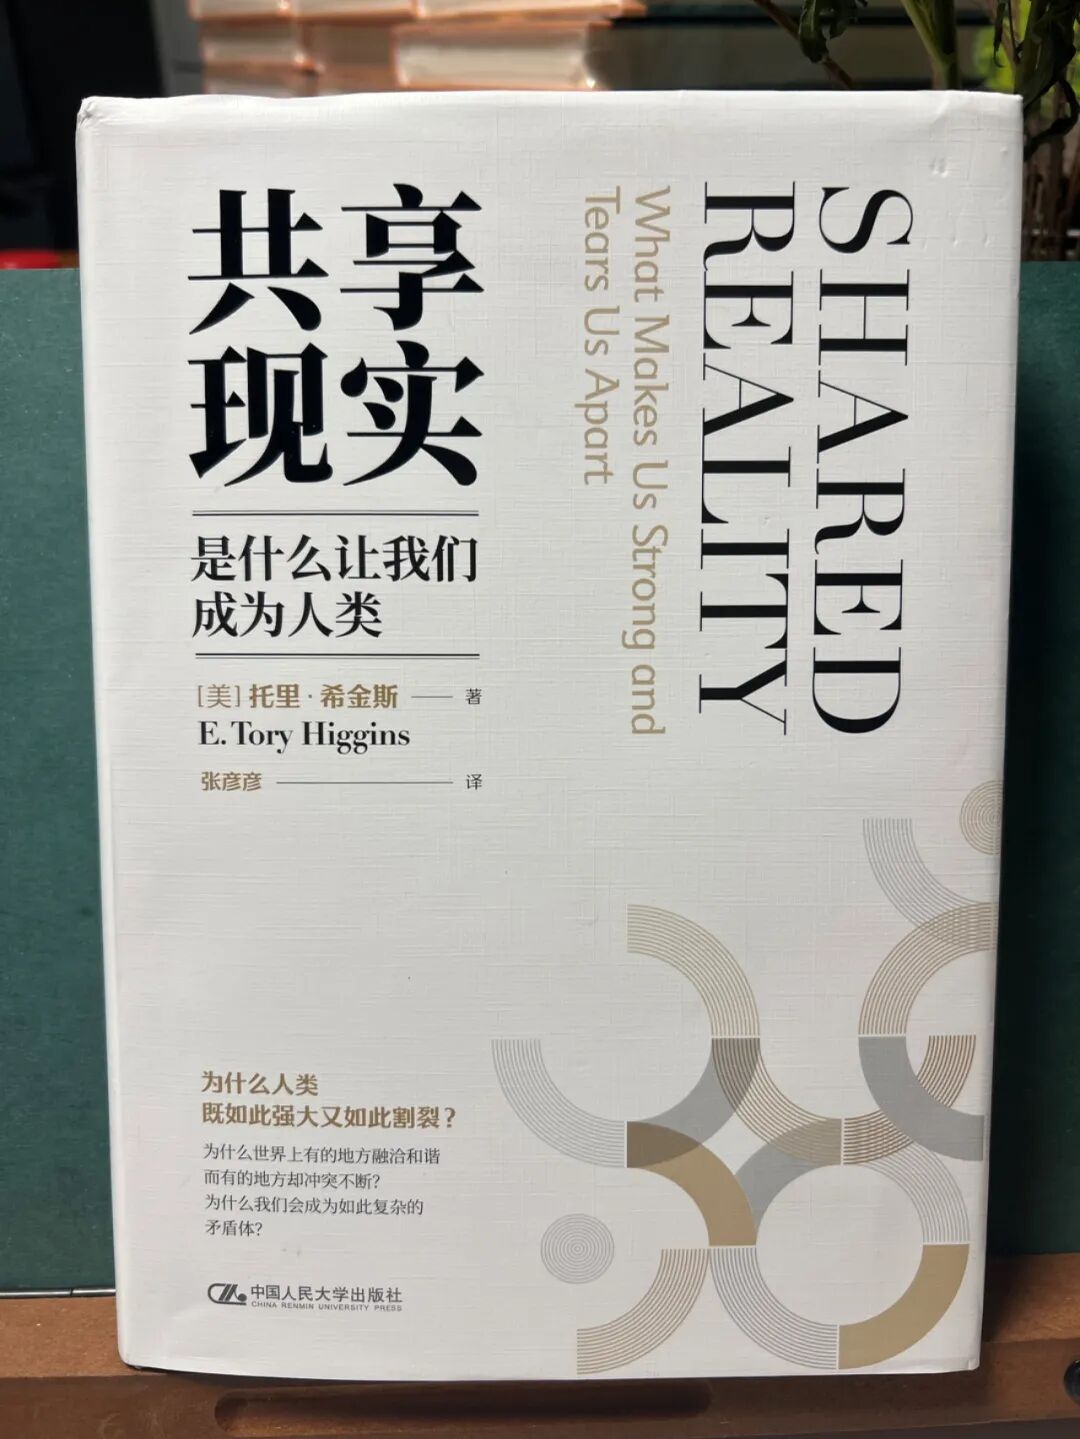 共享
现实
是什么让我们
成为人类
[美] 托里·希金斯 著
E. Tory Higgins
张彦彦 译
SHARED
REALITY
What Makes Us Strong and
Tears Us Apart
为什么人类
既如此强大又如此割裂？
为什么世界上有的地方融洽和谐
而有的地方却冲突不断？
为什么我们会成为如此复杂的
矛盾体？
中国人民大学出版社
CHINA RENMIN UNIVERSITY PRESS